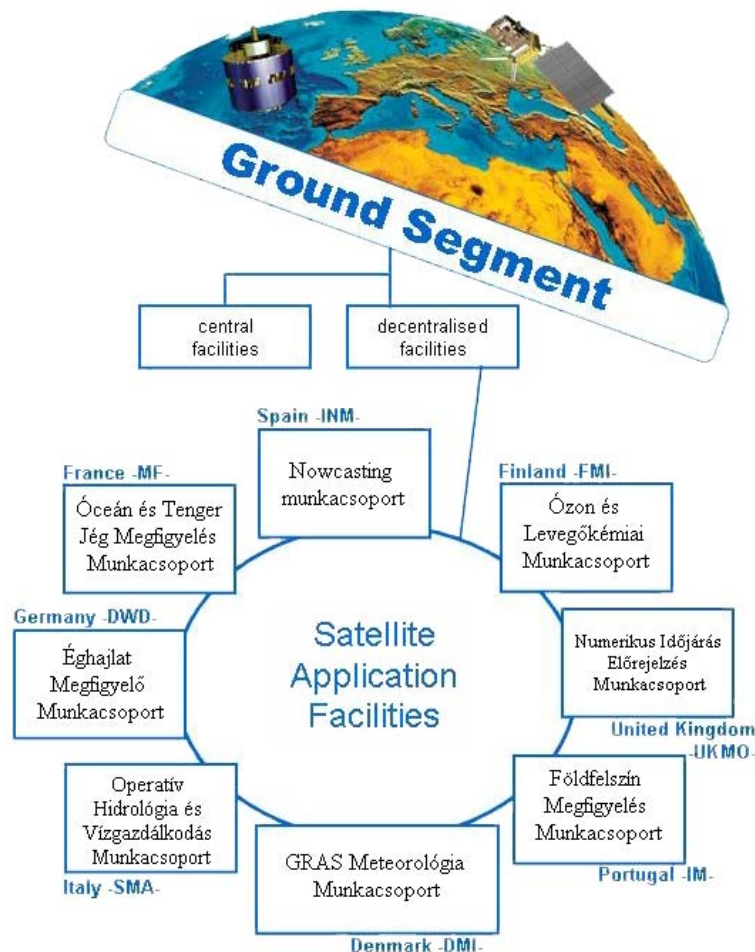 Ground Segment
central
facilities
decentralised
facilities
Spain -INM-
Nowcasting
munkacsoport
France -MF-
Óceán és Tenger
Jég Megfigyelés
Munkacsoport
Finland -FMI-
Ózon és
Levegőkémiai
Munkacsoport
Germany -DWD-
Éghajlat
Megfigyelő
Munkacsoport
Satellite
Application
Facilities
Numerikus Időjárás
Előrejelzés
Munkacsoport
United Kingdom
-UKMO-
Operatív
Hidrológia és
Vízgazdálkodás
Munkacsoport
Italy -SMA-
Földfelszín
Megfigyelés
Munkacsoport
Portugal -IM-
GRAS Meteorológia
Munkacsoport
Denmark -DMI-